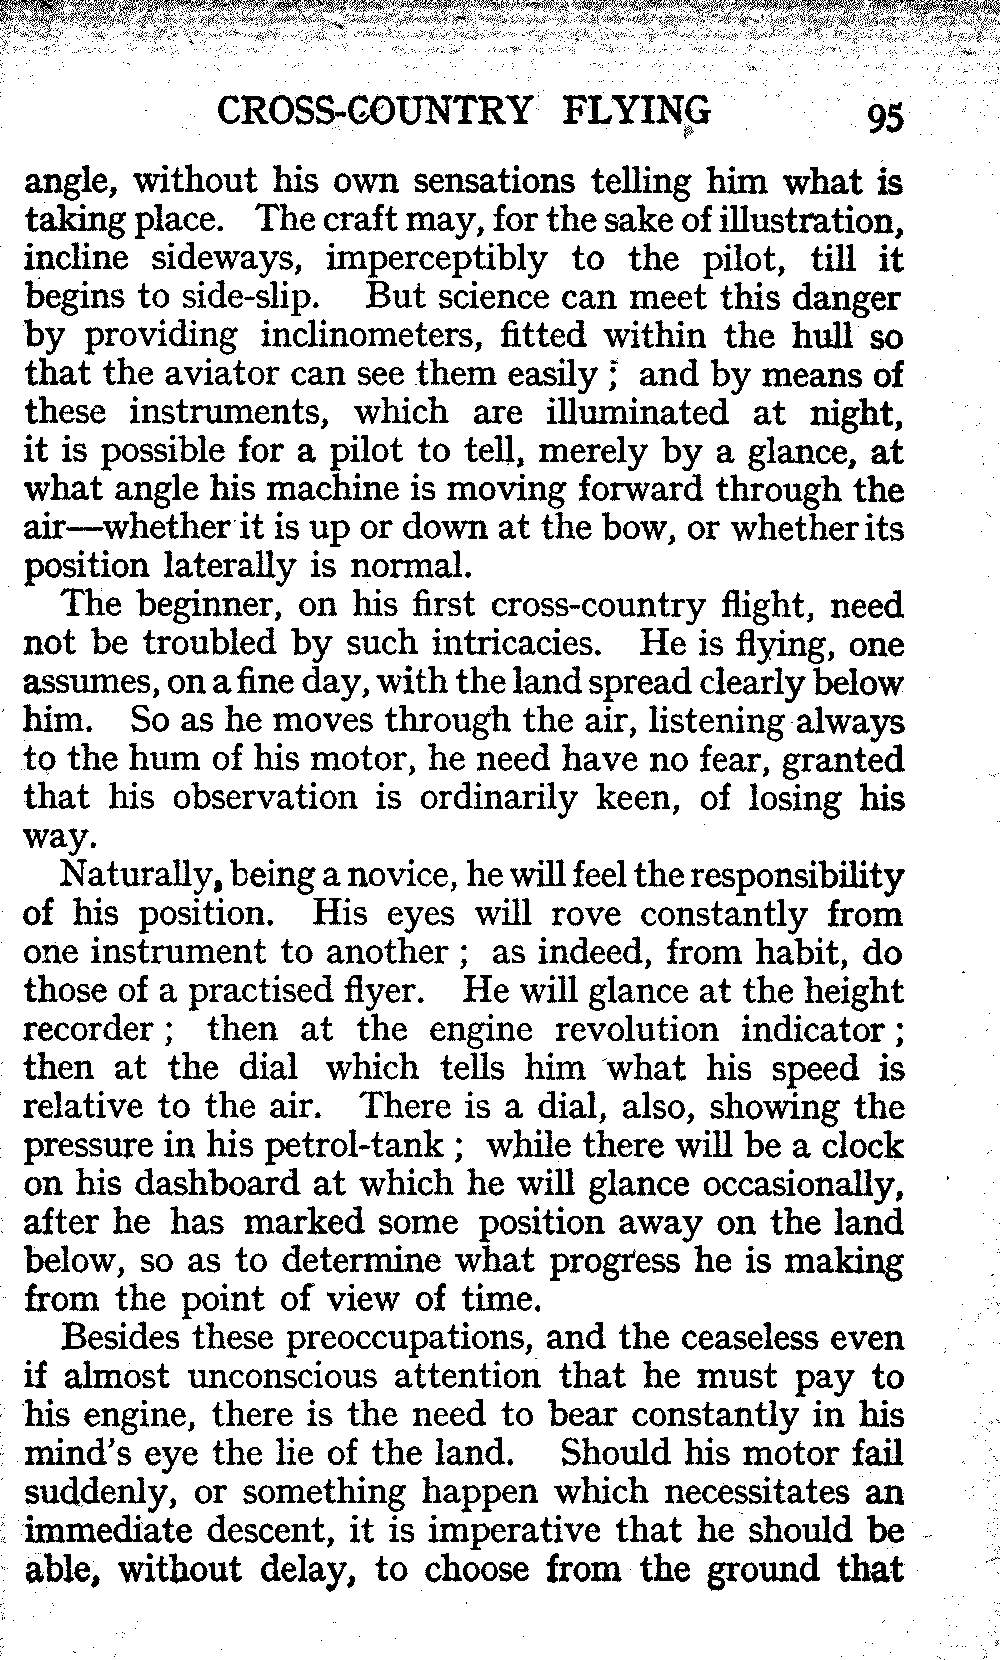 CROSS-COUNTRY FLYING 95
angle, without his own sensations telling him what is
taking place. The craft may, for the sake of illustration,
incline sideways, imperceptibly to the pilot, till it
begins to side-slip. But science can meet this danger
by providing inclinometers, fitted within the hull so
that the aviator can see them easily ; and by means of
these instruments, which are illuminated at night,
it is possible for a pilot to tell, merely by a glance, at
what angle his machine is moving forward through the
air—whether it is up or down at the bow, or whether its
position laterally is normal.
The beginner, on his first cross-country flight, need
not be troubled by such intricacies. He is flying, one
assumes, on a fine day, with the land spread clearly below
him. So as he moves through the air, listening always
to the hum of his motor, he need have no fear, granted
that his observation is ordinarily keen, of losing his
way.
Naturally, being a novice, he will feel the responsibility
of his position. His eyes will rove constantly from
one instrument to another ; as indeed, from habit, do
those of a practised flyer. He will glance at the height
recorder ; then at the engine revolution indicator ;
then at the dial which tells him what his speed is
relative to the air. There is a dial, also, showing the
pressure in his petrol-tank ; while there will be a clock
on his dashboard at which he will glance occasionally,
after he has marked some position away on the land
below, so as to determine what progress he is making
from the point of view of time.
Besides these preoccupations, and the ceaseless even
if almost unconscious attention that he must pay to
his engine, there is the need to bear constantly in his
mind's eye the lie of the land. Should his motor fail
suddenly, or something happen which necessitates an
immediate descent, it is imperative that he should be
able, without delay, to choose from the ground that